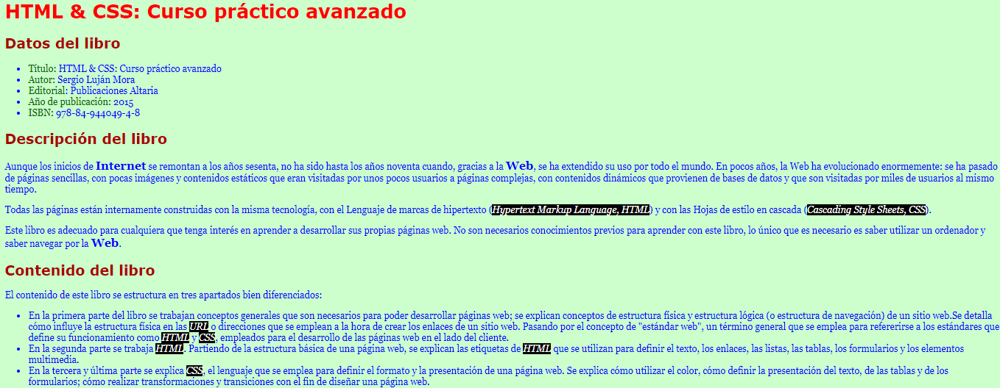 HTML & CSS: Curso práctico avanzado
Datos del libro
Título: HTML & CSS: Curso práctico avanzado
Autor: Sergio Luján Mora
Editorial: Publicaciones Altaria
Año de publicación: 2015
ISBN: 978-84-944049-4-8
Descripción del libro
Aunque los inicios de Internet se remontan a los años sesenta, no ha sido hasta los años noventa cuando, gracias a la Web, se ha extendido su uso por todo el mundo. En pocos años, la Web ha evolucionado enormemente: se ha pasado
de páginas sencillas, con pocas imágenes y contenidos estáticos que eran visitadas por unos pocos usuarios a páginas complejas, con contenidos dinámicos que provienen de bases de datos y que son visitadas por miles de usuarios al mismo
tiempo.
Todas las páginas están internamente construidas con la misma tecnología, con el Lenguaje de marcas de hipertexto (Hypertext Markup Language, HTML) y con las Hojas de estilo en cascada (Cascading Style Sheets, CSS).
Este libro es adecuado para cualquiera que tenga interés en aprender a desarrollar sus propias páginas web. No son necesarios conocimientos previos para aprender con este libro, lo único que es necesario es saber utilizar un ordenador y
saber navegar por la Web.
Contenido del libro
El contenido de este libro se estructura en tres apartados bien diferenciados:
En la primera parte del libro se trabajan conceptos generales que son necesarios para poder desarrollar páginas web; se explican conceptos de estructura física y estructura lógica (o estructura de navegación) de un sitio web.Se detalla
cómo influye la estructura física en las URL o direcciones que se emplean a la hora de crear los enlaces de un sitio web. Pasando por el concepto de "estándar web", un término general que se emplea para refererirse a los estándares que
define su funcionamiento como HTML y CSS, empleados para el desarrollo de las páginas web en el lado del cliente.
En la segunda parte se trabaja HTML. Partiendo de la estructura básica de una página web, se explican las etiquetas de HTML que se utilizan para definir el texto, los enlaces, las listas, las tablas, los formularios y los elementos
multimedia.
En la tercera y última parte se explica CSS, el lenguaje que se emplea para definir el formato y la presentación de una página web. Se explica cómo utilizar el color, cómo definir la presentación del texto, de las tablas y de los
formularios; cómo realizar transformaciones y transiciones con el fin de diseñar una página web.